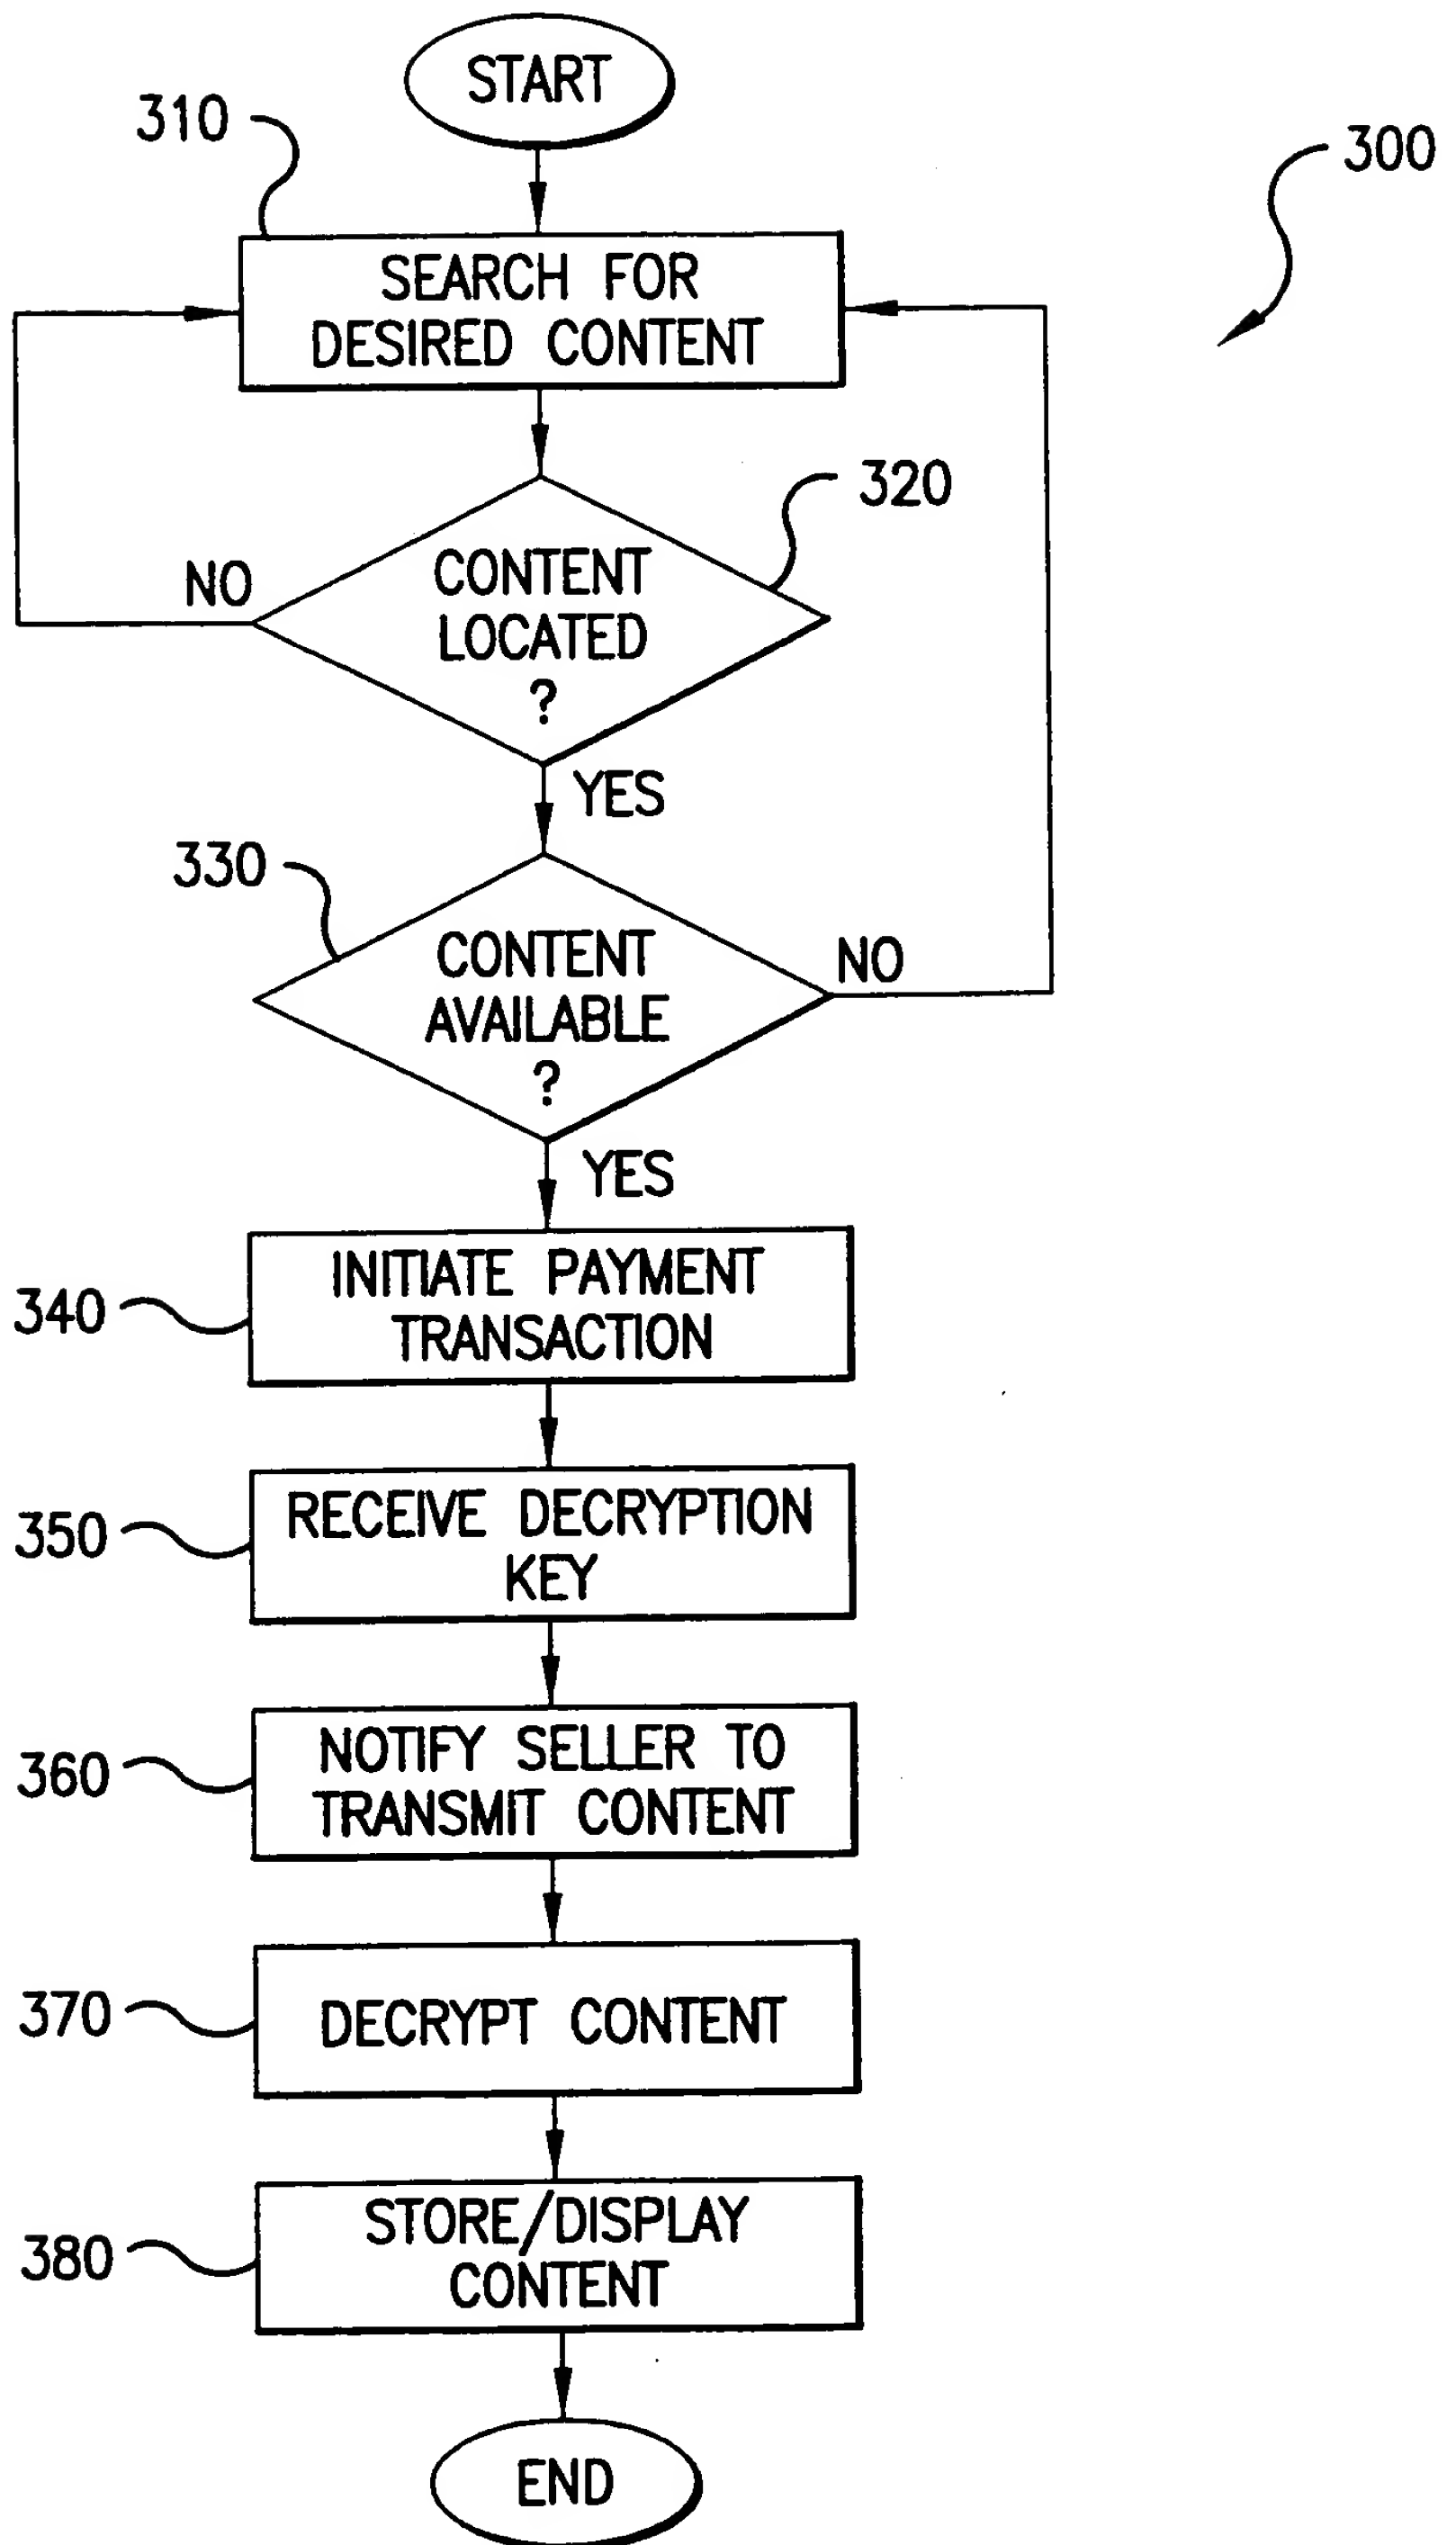 START
310
300
SEARCH FOR
DESIRED CONTENT
320
CONTENT
LOCATED
?
NO
YES
330
CONTENT
AVAILABLE
?
NO
YES
340
INITIATE PAYMENT
TRANSACTION
350
RECEIVE DECRYPTION
KEY
360
NOTIFY SELLER TO
TRANSMIT CONTENT
370
DECRYPT CONTENT
380
STORE/DISPLAY
CONTENT
END